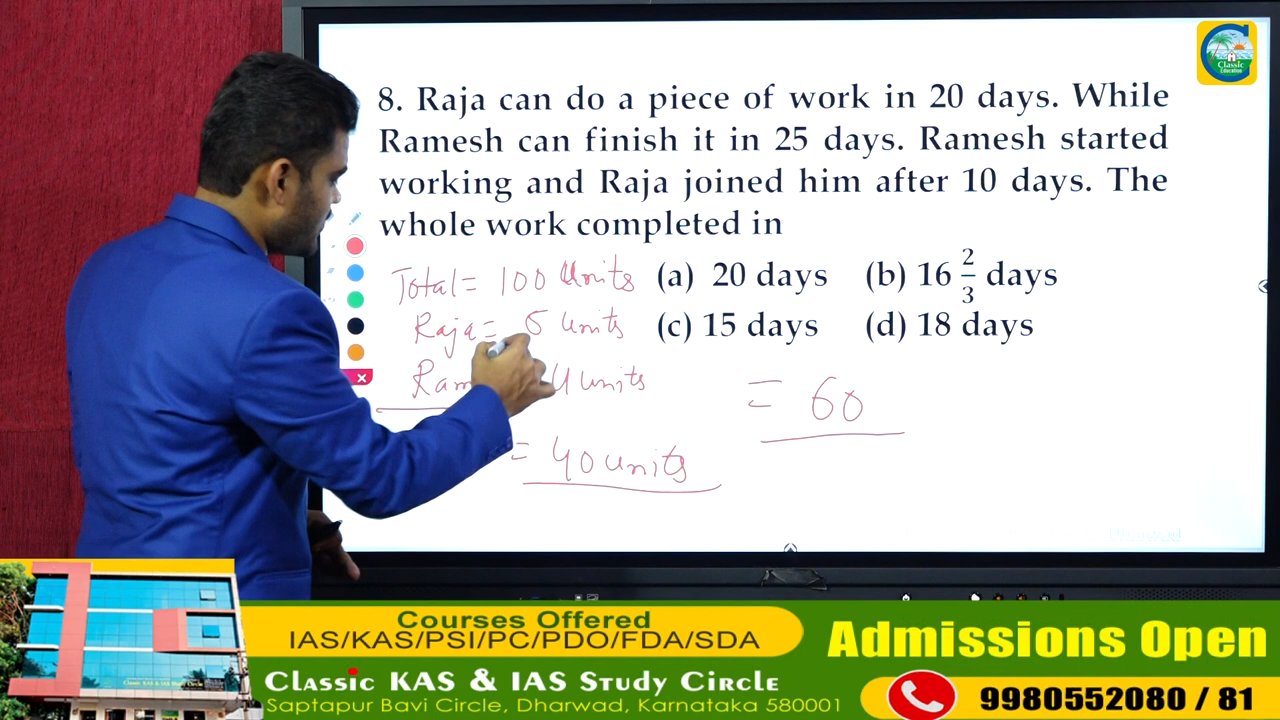 Classic
Education
8. Raja can do a piece of work in 20 days. While
Ramesh can finish it in 25 days. Ramesh started
working and Raja joined him after 10 days. The
whole work completed in
(a) 20 days (b) 16 2/3 days
(c) 15 days (d) 18 days
Total = 100 Units
Raja = 5 units
Ram 4 units
= 40 units
= 60
Dharwad
Courses Offered
IAS/KAS/PSI/PC/PDO/FDA/SDA
Classic KAS & IAS Study Circle
Saptapur Bavi Circle, Dharwad, Karnataka 580001
Admissions Open
9980552080 / 81